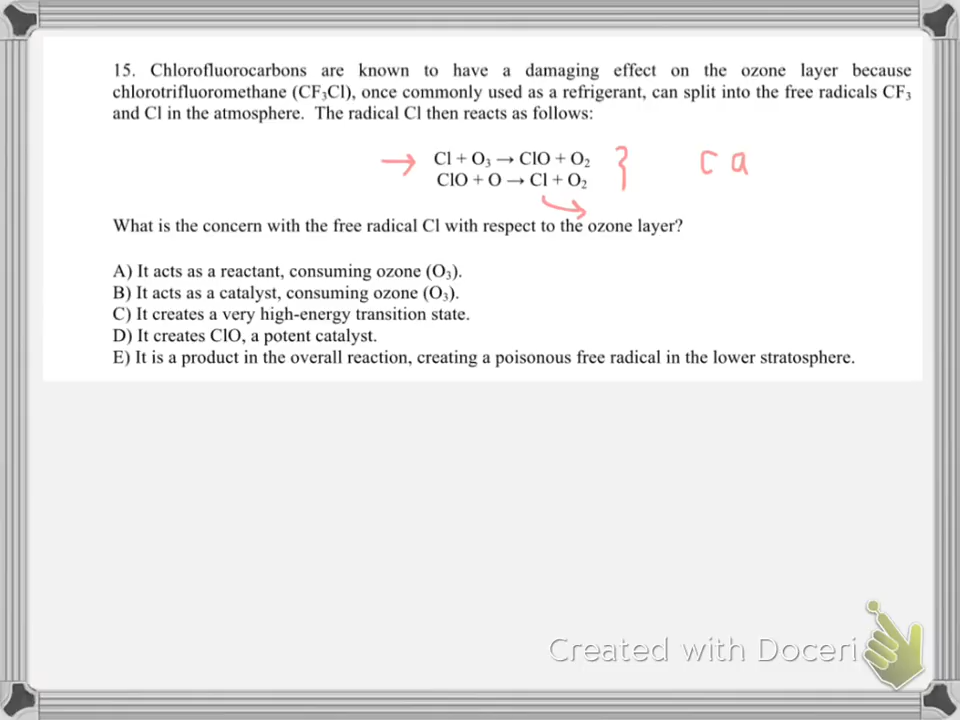 15. Chlorofluorocarbons are known to have a damaging effect on the ozone layer because
chlorotrifluoromethane (CF₃Cl), once commonly used as a refrigerant, can split into the free radicals CF₃
and Cl in the atmosphere. The radical Cl then reacts as follows:
→ Cl + O₃ → ClO + O₂ } ca
ClO + O → Cl + O₂
What is the concern with the free radical Cl with respect to the ozone layer?
A) It acts as a reactant, consuming ozone (O₃).
B) It acts as a catalyst, consuming ozone (O₃).
C) It creates a very high-energy transition state.
D) It creates ClO, a potent catalyst.
E) It is a product in the overall reaction, creating a poisonous free radical in the lower stratosphere.
Created with Doceri